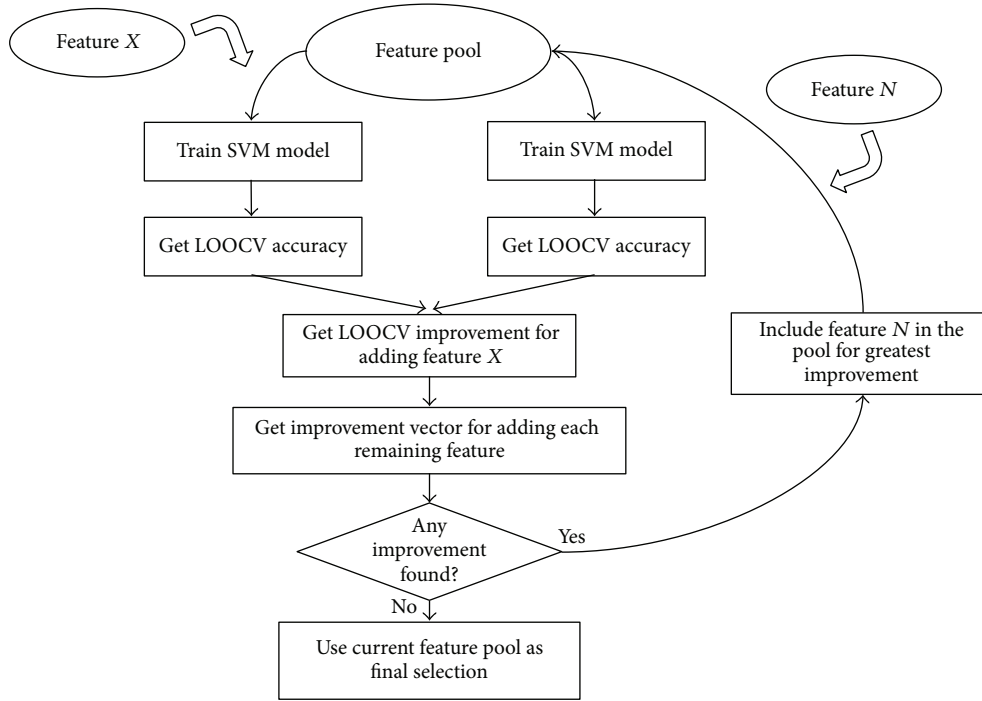 Feature X
Feature pool
Feature N
Train SVM model
Train SVM model
Get LOOCV accuracy
Get LOOCV accuracy
Get LOOCV improvement for
adding feature X
Include feature N in the
pool for greatest
improvement
Get improvement vector for adding each
remaining feature
Any
improvement
found?
Yes
No
Use current feature pool as
final selection